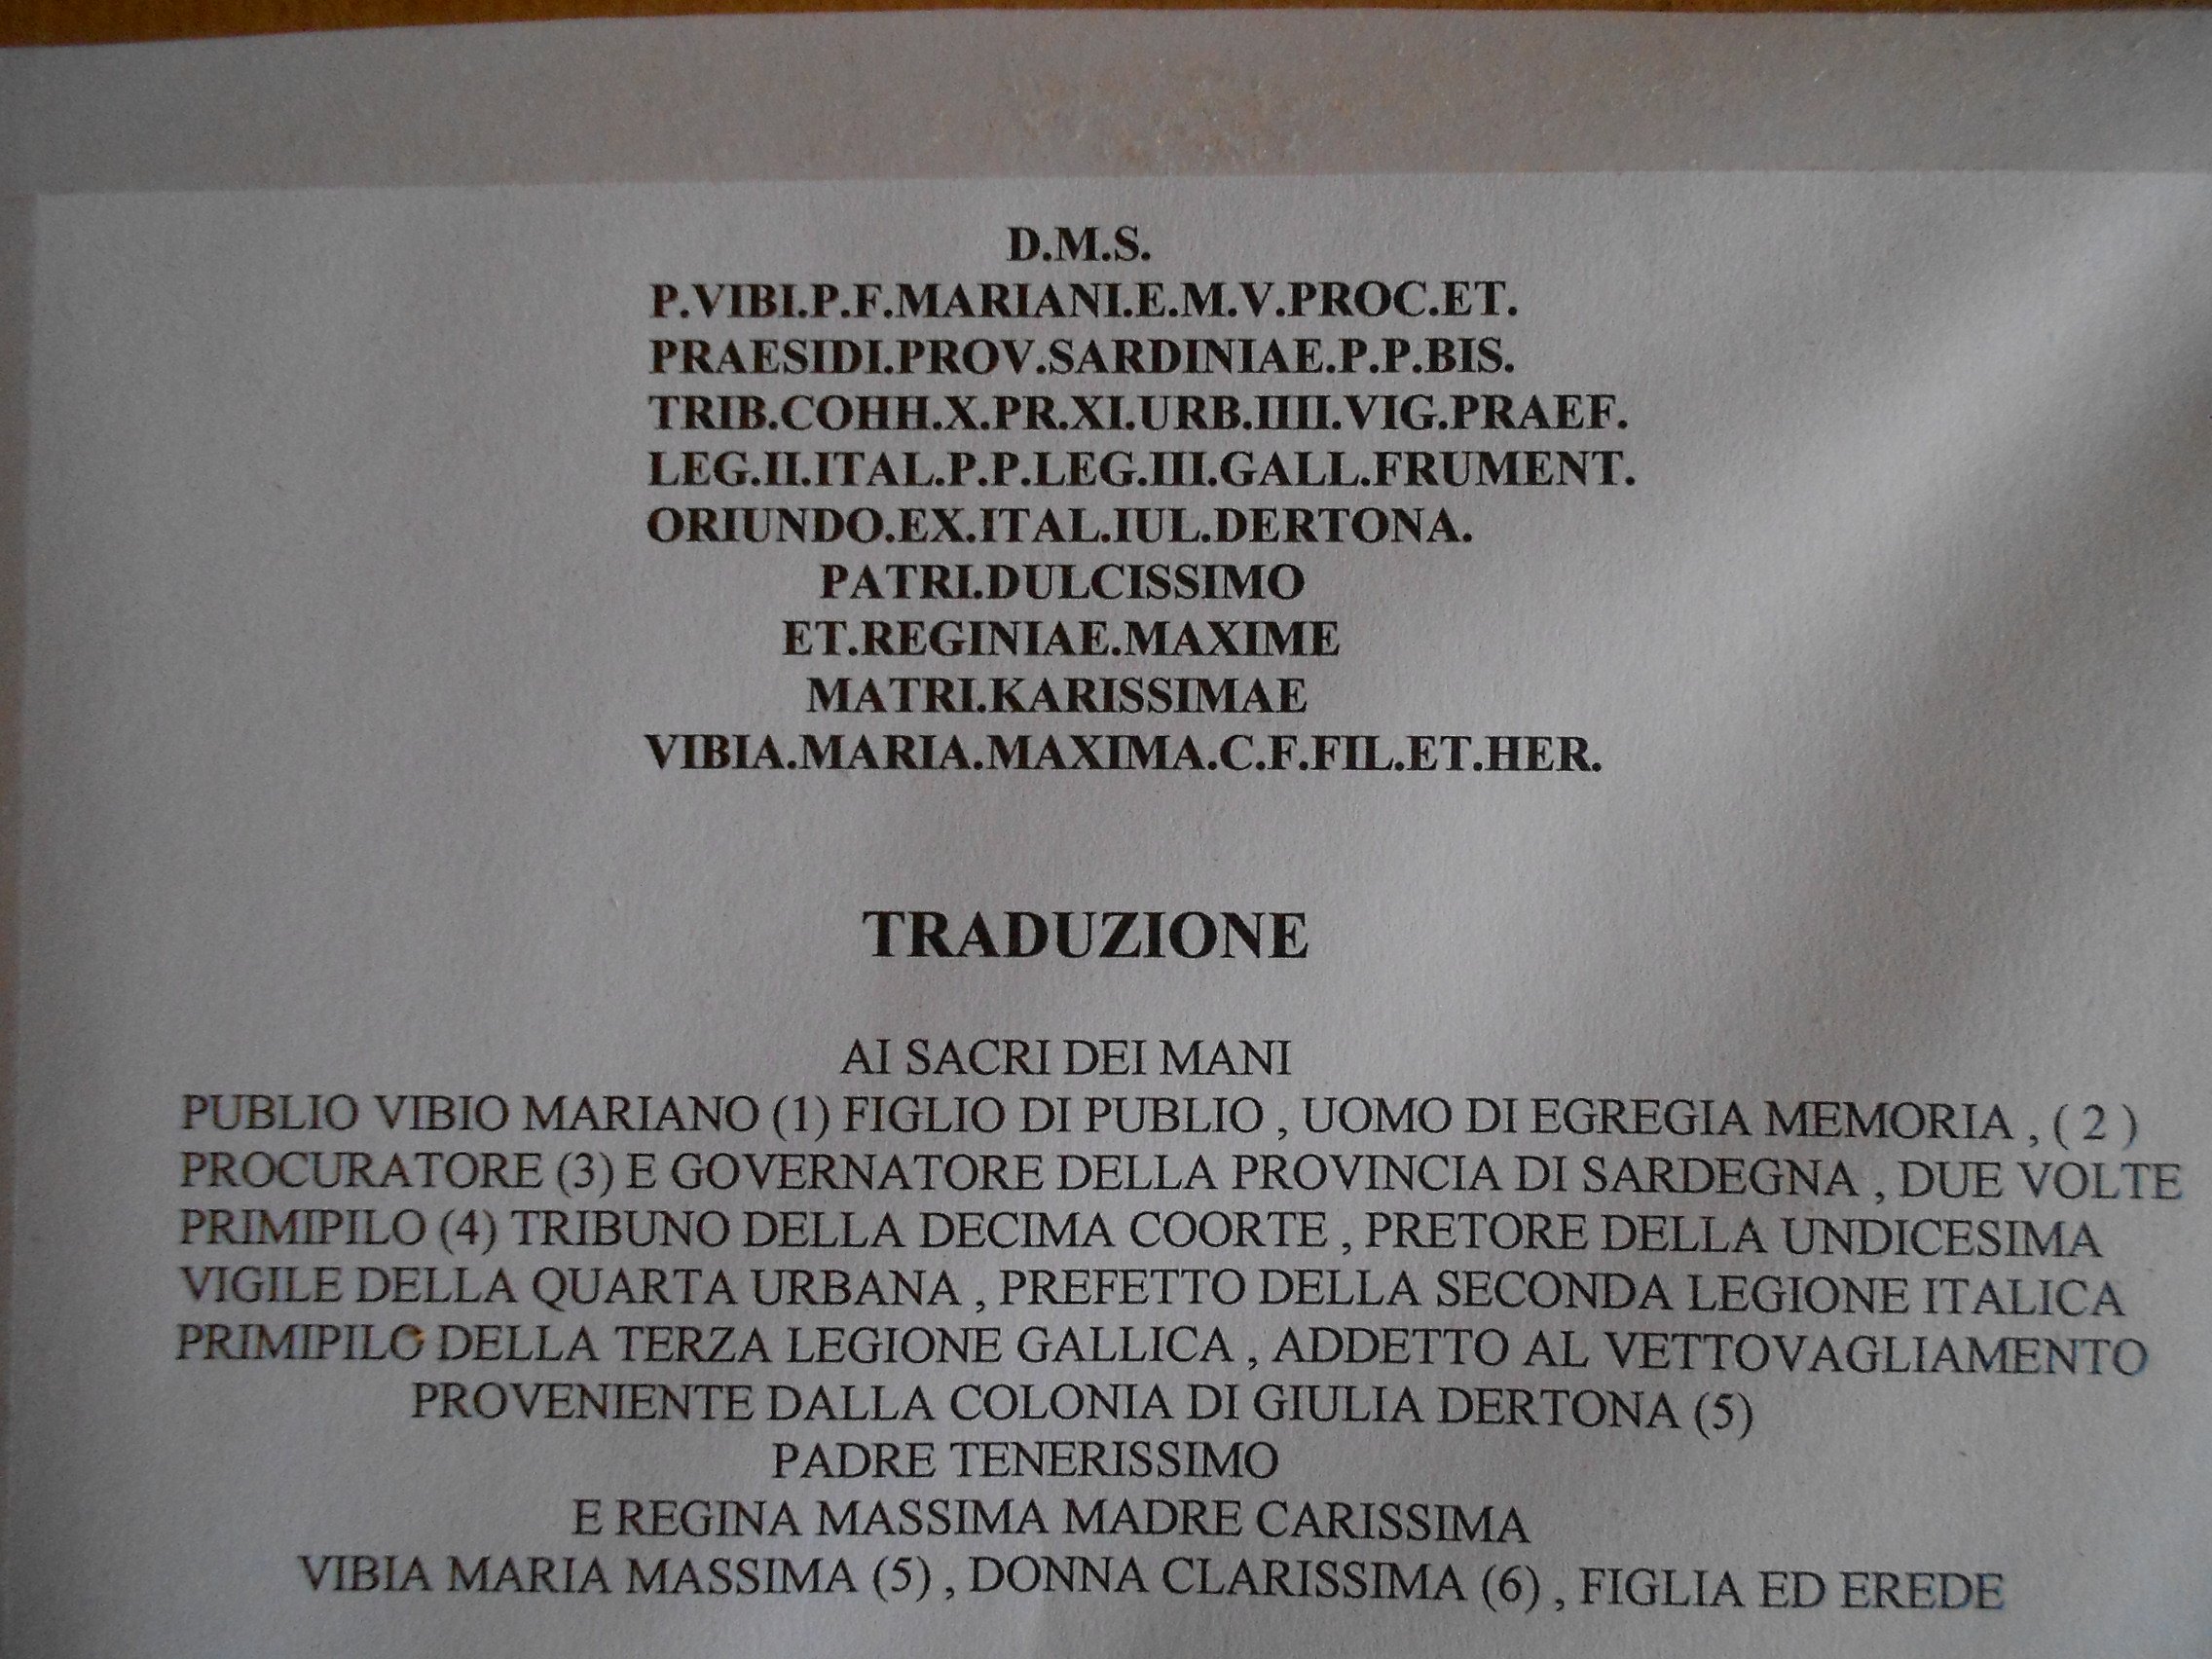 D.M.S.
P.VIBI.P.F.MARIANI.E.M.V.PROC.ET.
PRAESIDI.PROV.SARDINIAE.P.P.BIS.
TRIB.COHH.X.PR.XI.URB.IIII.VIG.PRAEF.
LEG.II.ITAL.P.P.LEG.III.GALL.FRUMENT.
ORIUNDO.EX.ITAL.IUL.DERTONA.
PATRI.DULCISSIMO
ET.REGINIAE.MAXIME
MATRI.KARISSIMAE
VIBIA.MARIA.MAXIMA.C.F.FIL.ET.HER.
TRADUZIONE
AI SACRI DEI MANI
PUBLIO VIBIO MARIANO (1) FIGLIO DI PUBLIO , UOMO DI EGREGIA MEMORIA , ( 2 )
PROCURATORE (3) E GOVERNATORE DELLA PROVINCIA DI SARDEGNA , DUE VOLTE
PRIMIPILO (4) TRIBUNO DELLA DECIMA COORTE , PRETORE DELLA UNDICESIMA
VIGILE DELLA QUARTA URBANA , PREFETTO DELLA SECONDA LEGIONE ITALICA
PRIMIPILO DELLA TERZA LEGIONE GALLICA , ADDETTO AL VETTOVAGLIAMENTO
PROVENIENTE DALLA COLONIA DI GIULIA DERTONA (5)
PADRE TENERISSIMO
E REGINA MASSIMA MADRE CARISSIMA
VIBIA MARIA MASSIMA (5) , DONNA CLARISSIMA (6) , FIGLIA ED EREDE